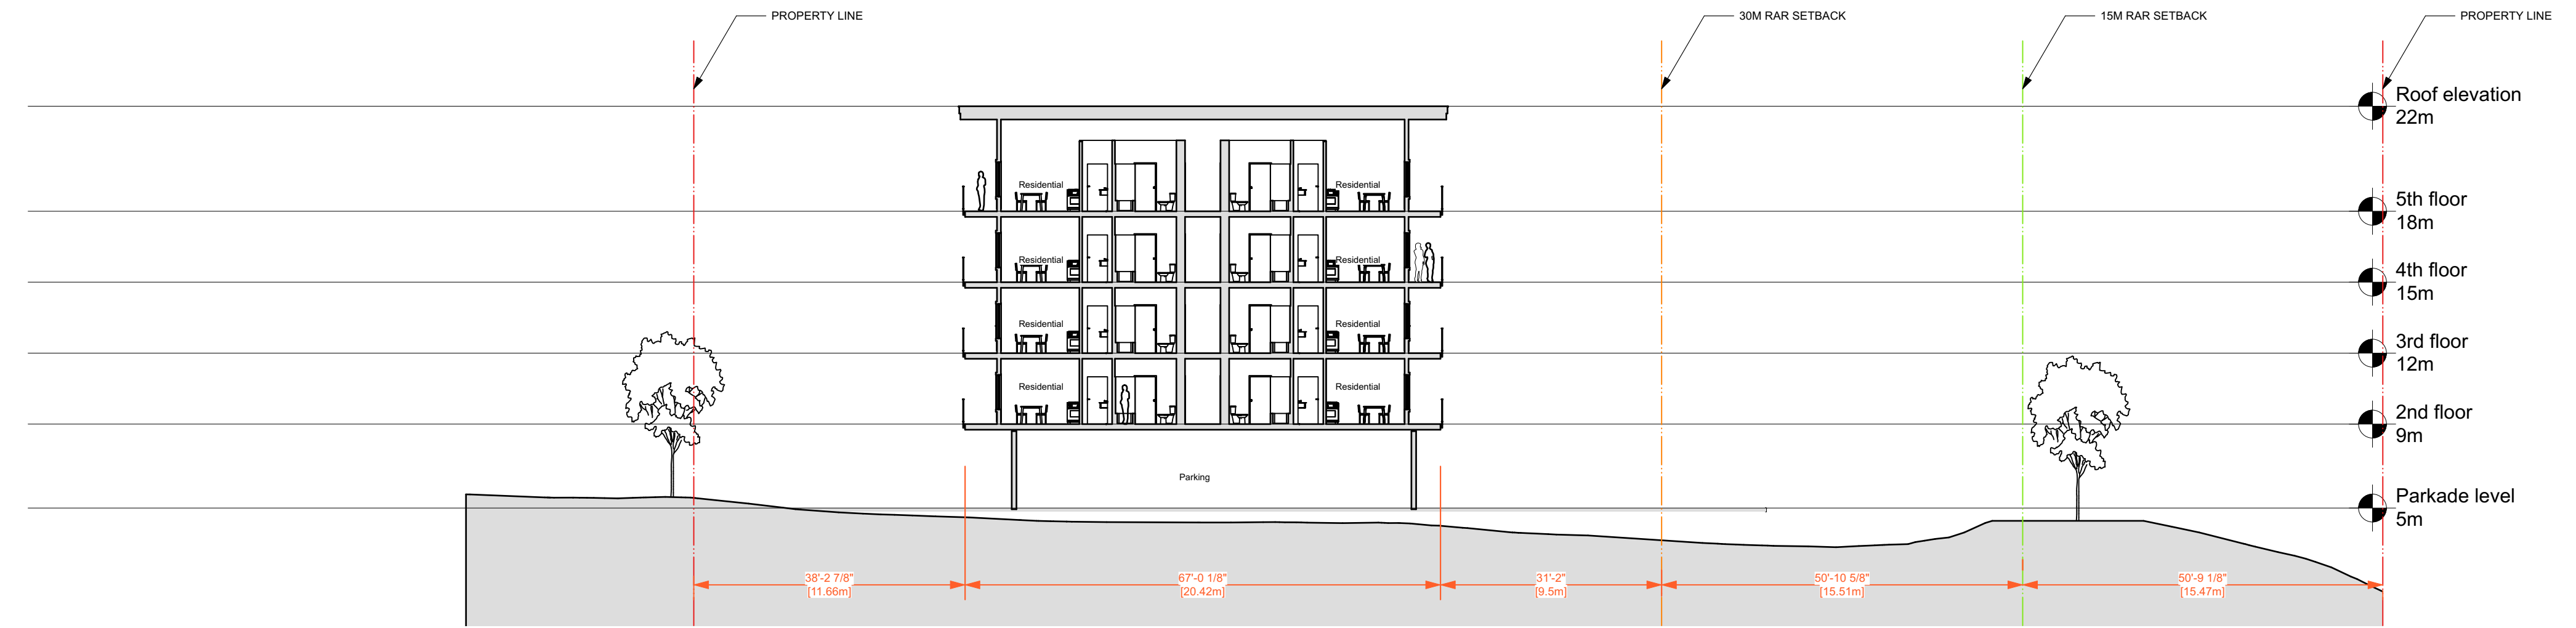 PROPERTY LINE
30M RAR SETBACK
15M RAR SETBACK
PROPERTY LINE
Roof elevation
22m
Residential
Residential
5th floor
18m
Residential
Residential
4th floor
15m
Residential
Residential
3rd floor
12m
Residential
Residential
2nd floor
9m
Parking
Parkade level
5m
38'-2 7/8"
[11.66m]
67'-0 1/8"
[20.42m]
31'-2"
[9.5m]
50'-10 5/8"
[15.51m]
50'-9 1/8"
[15.47m]